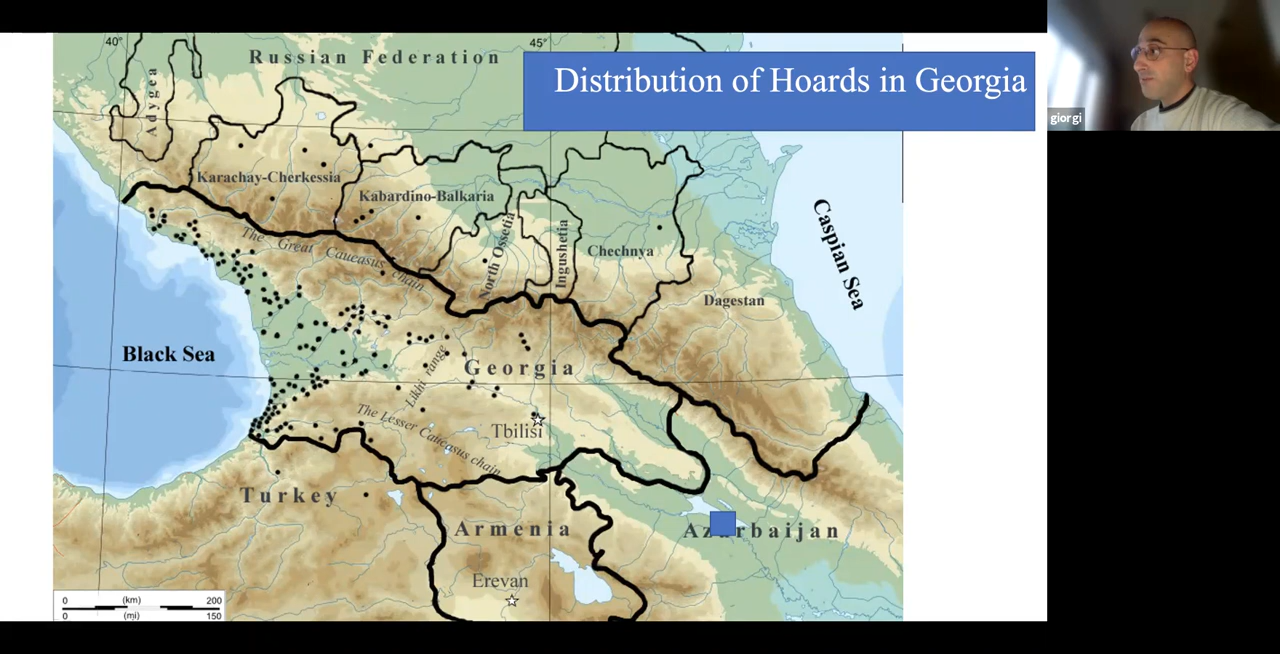 40°
45°
Russian Federation
Distribution of Hoards in Georgia
giorgi
Adygea
Karachay-Cherkessia
Kabardino-Balkaria
North Ossetia
Ingushetia
Chechnya
Caspian Sea
The Great Caucasus chain
Dagestan
Black Sea
Likhi range
Georgia
The Lesser Caucasus chain
Tbilisi
Turkey
Armenia
Erevan
0 (km) 200
0 (mi) 150